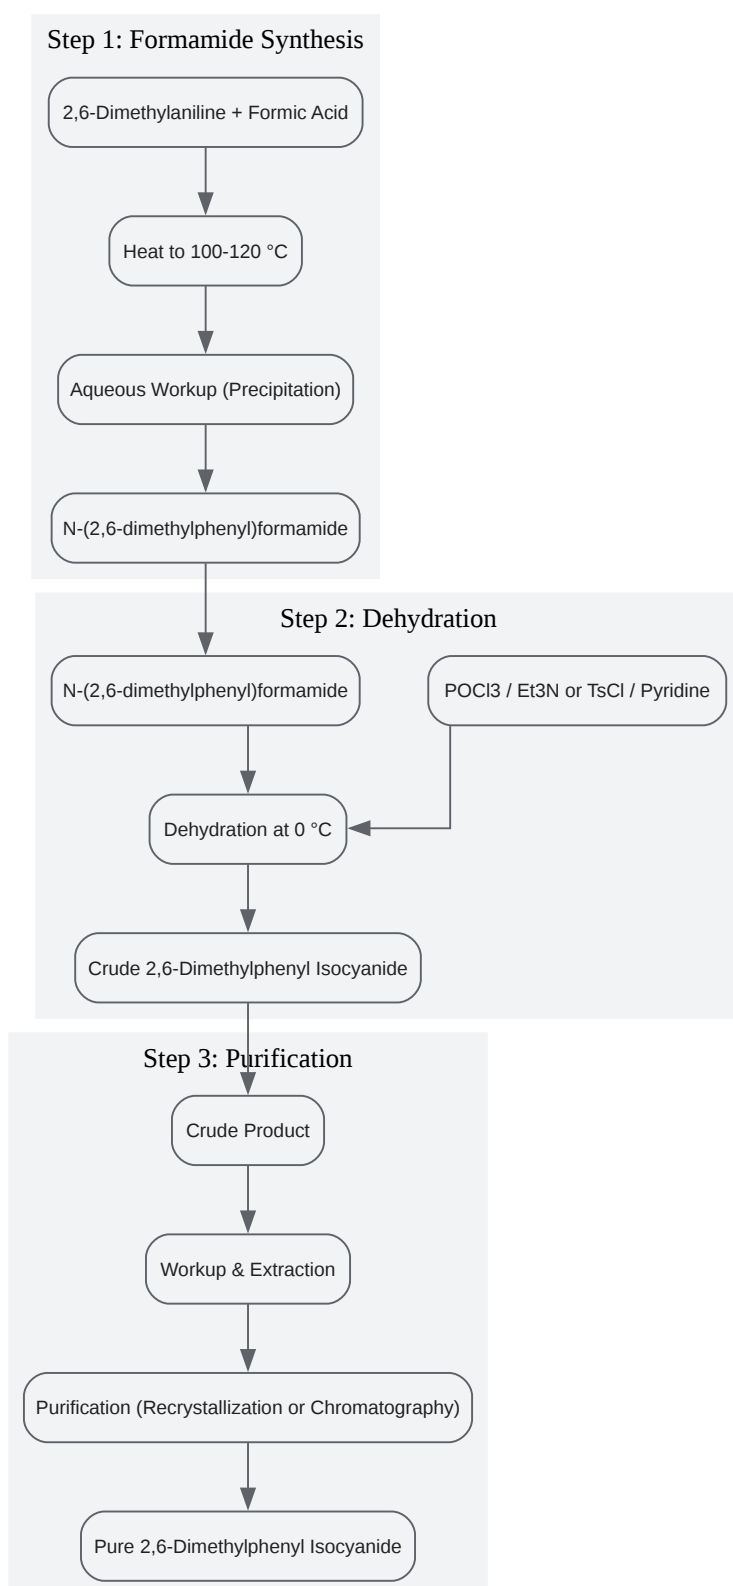 Step 1: Formamide Synthesis
2,6-Dimethylaniline + Formic Acid
Heat to 100-120 °C
Aqueous Workup (Precipitation)
N-(2,6-dimethylphenyl)formamide
Step 2: Dehydration
N-(2,6-dimethylphenyl)formamide
POCl3 / Et3N or TsCl / Pyridine
Dehydration at 0 °C
Crude 2,6-Dimethylphenyl Isocyanide
Step 3: Purification
Crude Product
Workup & Extraction
Purification (Recrystallization or Chromatography)
Pure 2,6-Dimethylphenyl Isocyanide